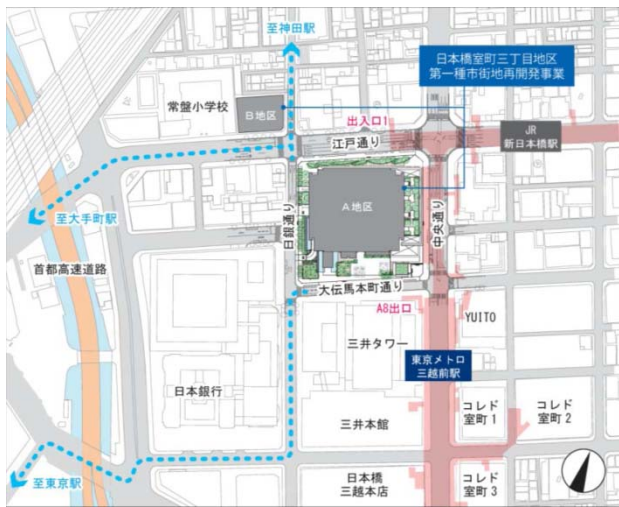 至神田駅
日本橋室町三丁目地区
第一種市街地再開発事業
常盤小学校
B地区
出入口1
江戸通り
JR
新日本橋駅
至大手町駅
日銀通り
A地区
中央通り
首都高速道路
大伝馬本町通り
A8出口
YUITO
三井タワー
東京メトロ
三越前駅
日本銀行
三井本館
コレド
室町1
コレド
室町2
至東京駅
日本橋
三越本店
コレド
室町3